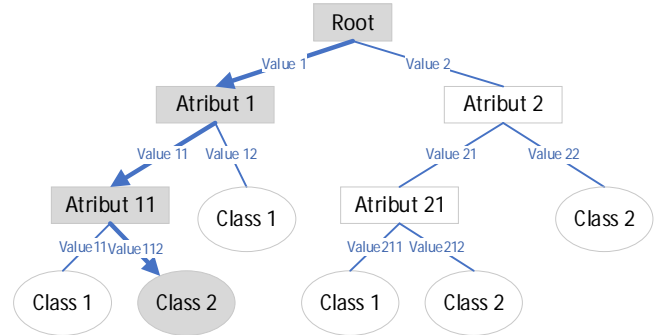 Root
Value 1
Value 2
Atribut 1
Atribut 2
Value 11
Value 12
Value 21
Value 22
Atribut 11
Class 1
Atribut 21
Class 2
Value11
Value112
Value211
Value212
Class 1
Class 2
Class 1
Class 2